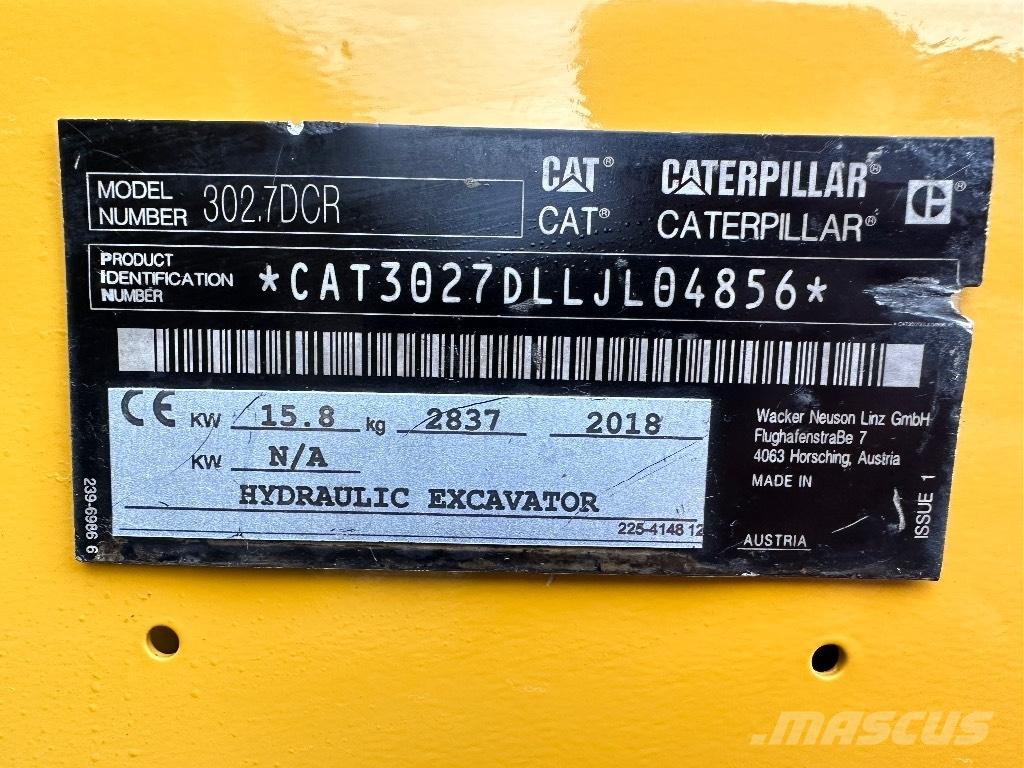 MODEL NUMBER 302.7DCR
CAT® CATERPILLAR®
CAT® CATERPILLAR®
PRODUCT IDENTIFICATION NUMBER *CAT3027DLLJL04856*
CE KW 15.8 kg 2837 2018
KW N/A
HYDRAULIC EXCAVATOR
225-4148 12
239-6986 6
Wacker Neuson Linz GmbH
Flughafenstraße 7
4063 Horsching, Austria
MADE IN
AUSTRIA
ISSUE 1
MASCUS